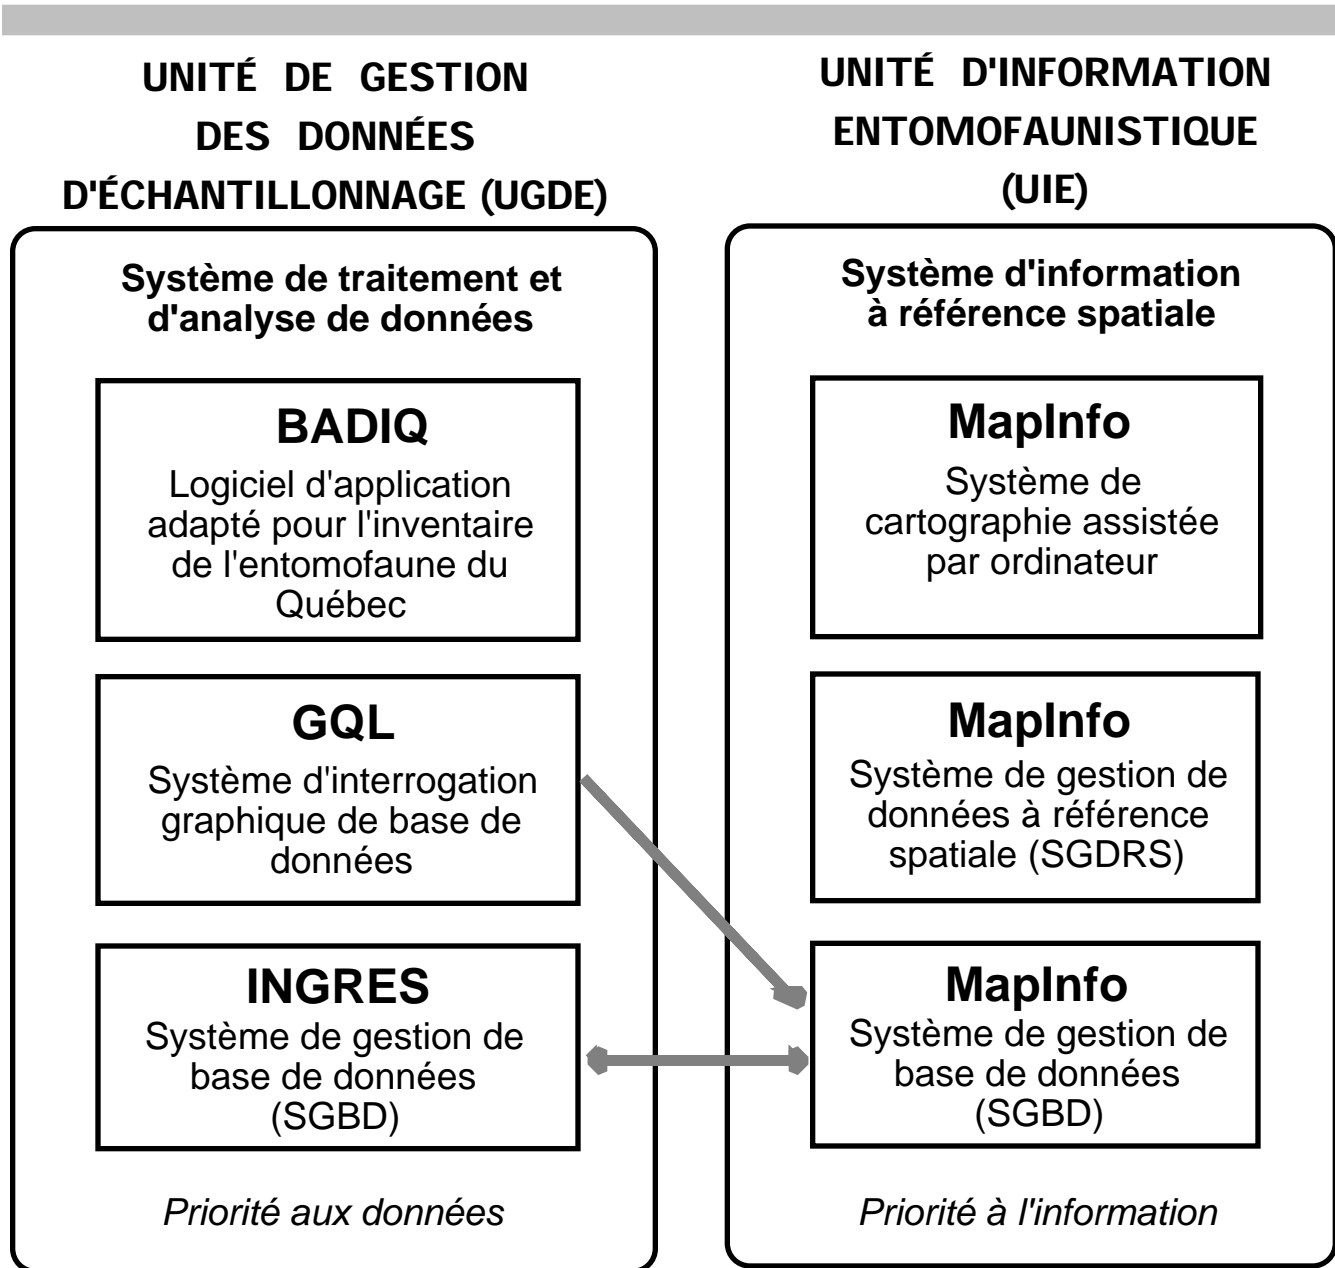 UNITÉ DE GESTION
DES DONNÉES
D'ÉCHANTILLONNAGE (UGDE)
Système de traitement et
d'analyse de données
BADIQ
Logiciel d'application
adapté pour l'inventaire
de l'entomofaune du
Québec
GQL
Système d'interrogation
graphique de base de
données
INGRES
Système de gestion de
base de données
(SGBD)
Priorité aux données
UNITÉ D'INFORMATION
ENTOMOFAUNISTIQUE
(UIE)
Système d'information
à référence spatiale
MapInfo
Système de
cartographie assistée
par ordinateur
MapInfo
Système de gestion de
données à référence
spatiale (SGDRS)
MapInfo
Système de gestion de
base de données
(SGBD)
Priorité à l'information